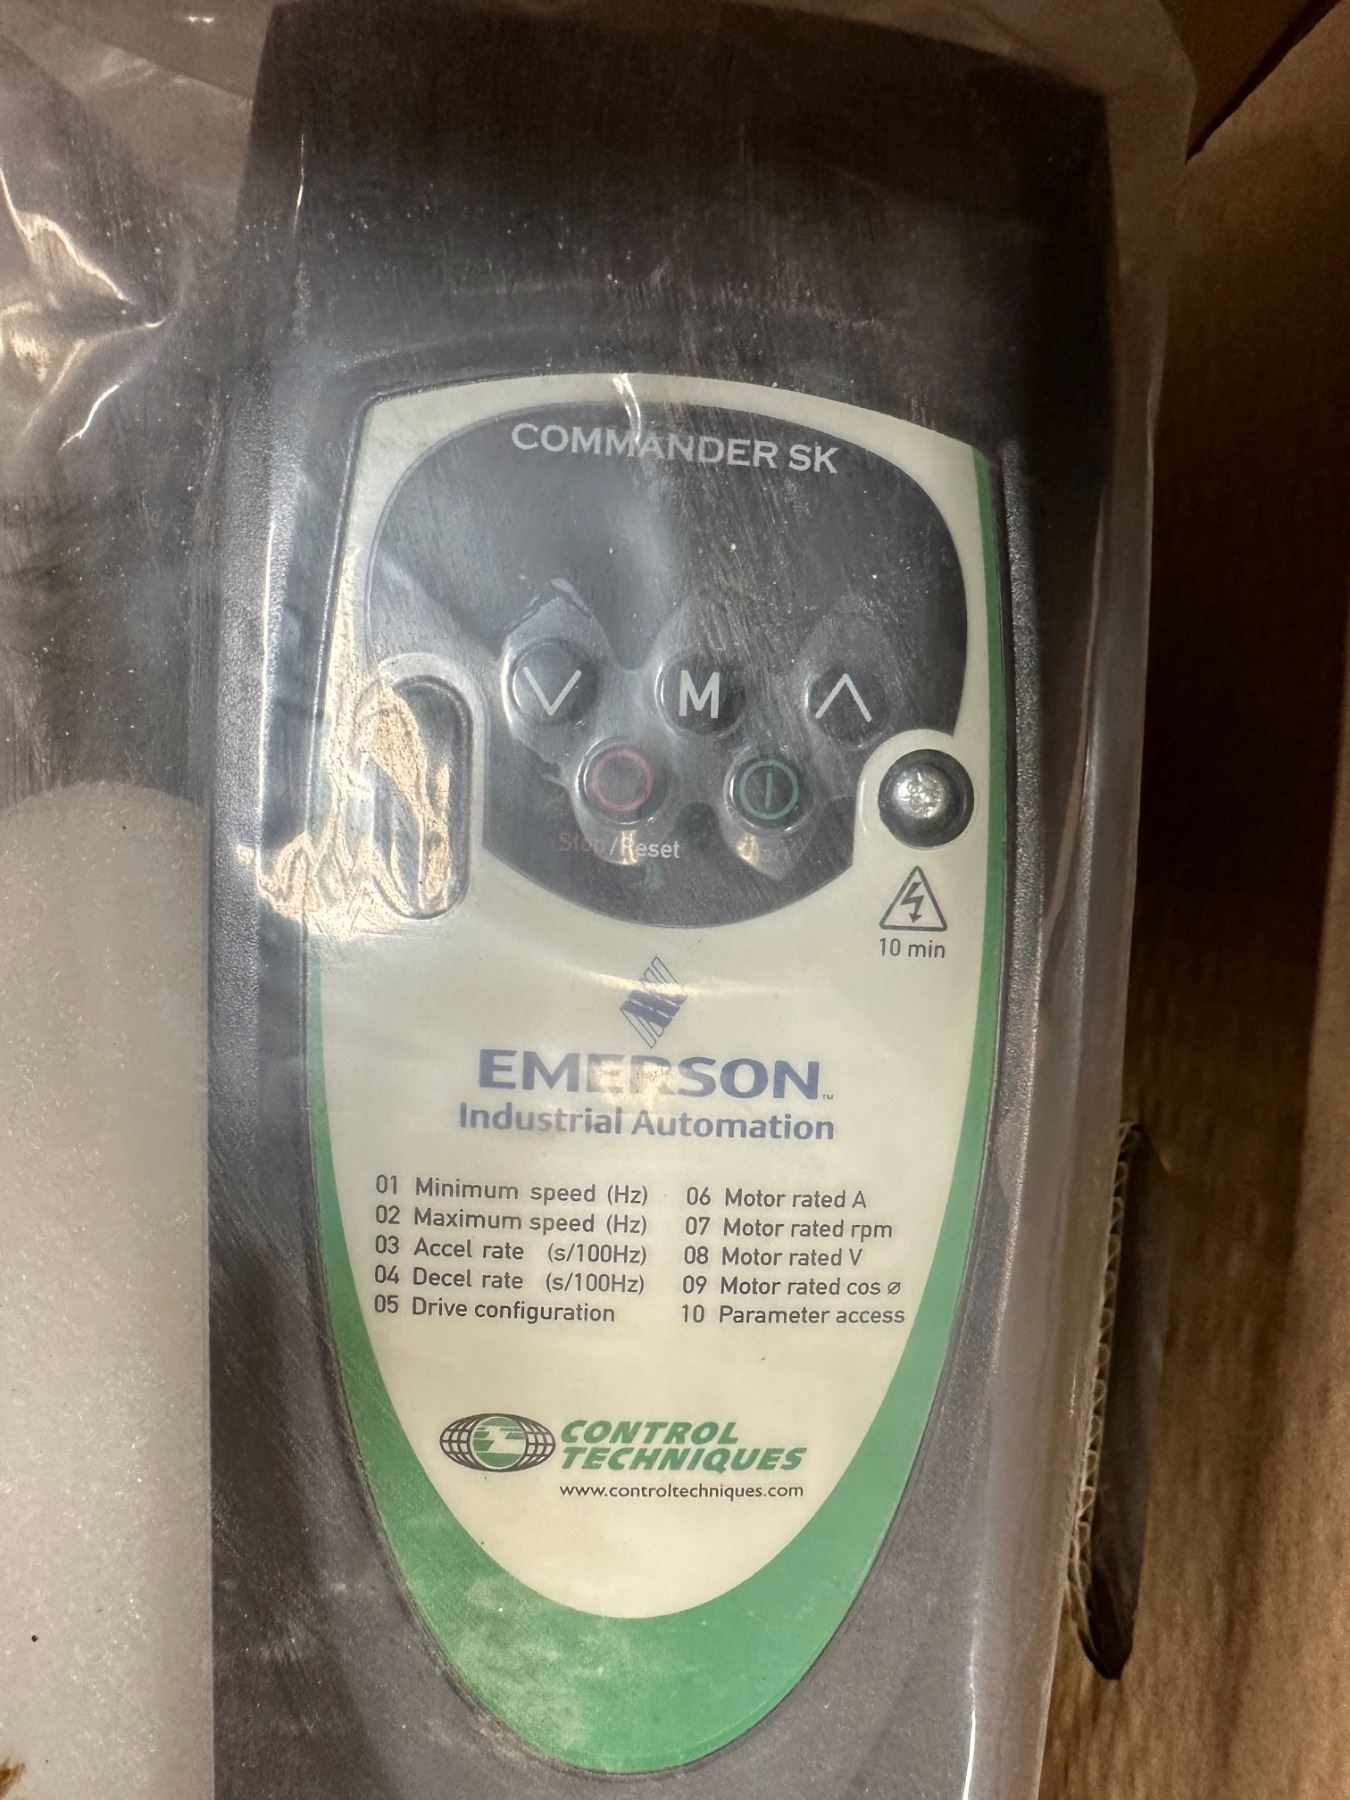 COMMANDER SK
M
Stop/Reset
10 min
EMERSON™
Industrial Automation
01 Minimum speed (Hz)
02 Maximum speed (Hz)
03 Accel rate (s/100Hz)
04 Decel rate (s/100Hz)
05 Drive configuration
06 Motor rated A
07 Motor rated rpm
08 Motor rated V
09 Motor rated cos ø
10 Parameter access
CONTROL
TECHNIQUES
www.controltechniques.com